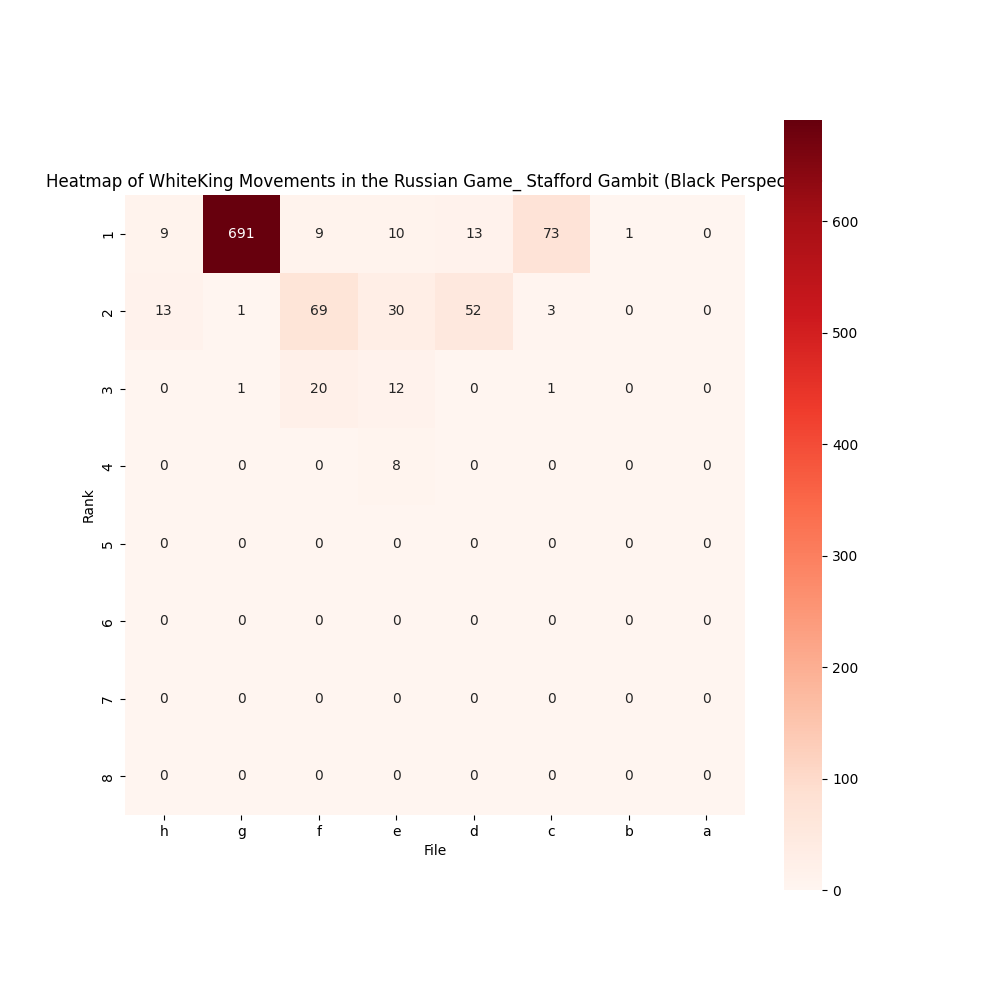 Heatmap of WhiteKing Movements in the Russian Game_ Stafford Gambit (Black Perspec
1 9 691 9 10 13 73 1 0
2 13 1 69 30 52 3 0 0
3 0 1 20 12 0 1 0 0
4 0 0 0 8 0 0 0 0
5 0 0 0 0 0 0 0 0
6 0 0 0 0 0 0 0 0
7 0 0 0 0 0 0 0 0
8 0 0 0 0 0 0 0 0
h g f e d c b a
Rank
File
600
500
400
300
200
100
0